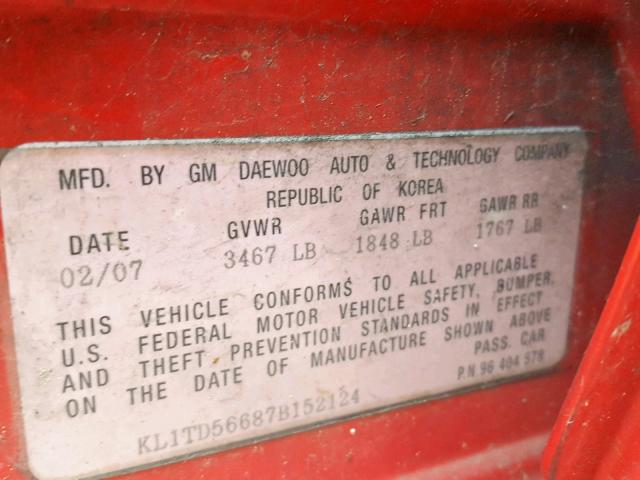 MFD. BY GM DAEWOO AUTO & TECHNOLOGY COMPANY
REPUBLIC OF KOREA
DATE GVWR GAWR FRT GAWR RR
02/07 3467 LB 1848 LB 1767 LB
THIS VEHICLE CONFORMS TO ALL APPLICABLE
U.S. FEDERAL MOTOR VEHICLE SAFETY, BUMPER,
AND THEFT PREVENTION STANDARDS IN EFFECT
ON THE DATE OF MANUFACTURE SHOWN ABOVE
PASS. CAR
KL1TD56687B152124 P.N.96 404 978